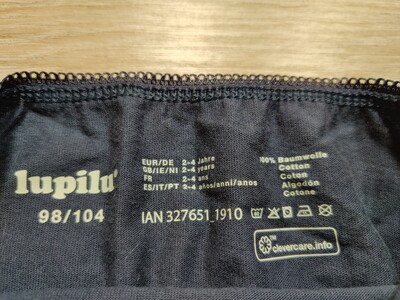 lupilu®
98/104
EUR/DE 2-4 Jahre
GB/IE/NI 2-4 years
FR 2-4 ans
ES/IT/PT 2-4 años/anni/anos
IAN 327651_1910
100% Baumwolle
Cotton
Coton
Algodón
Cotone
™
clevercare.info